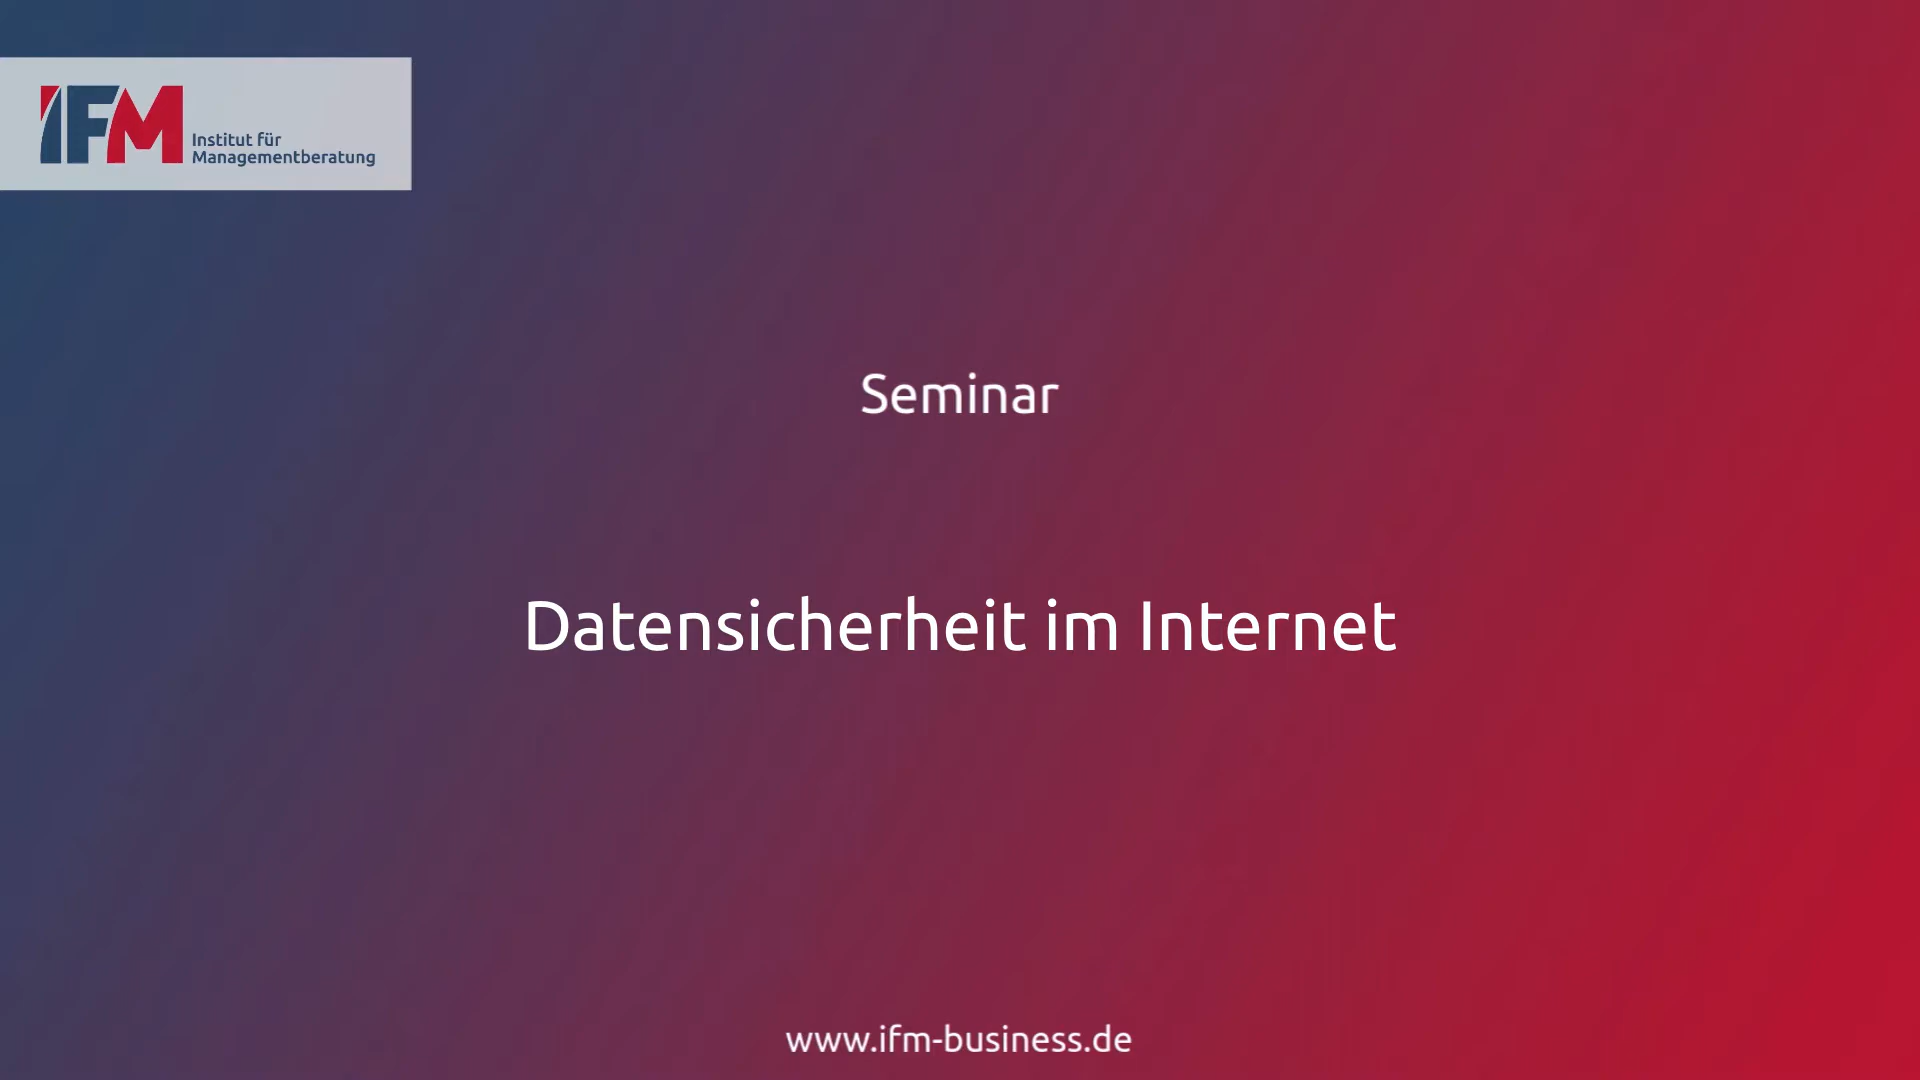 IFM
Institut für
Managementberatung
Seminar
Datensicherheit im Internet
www.ifm-business.de